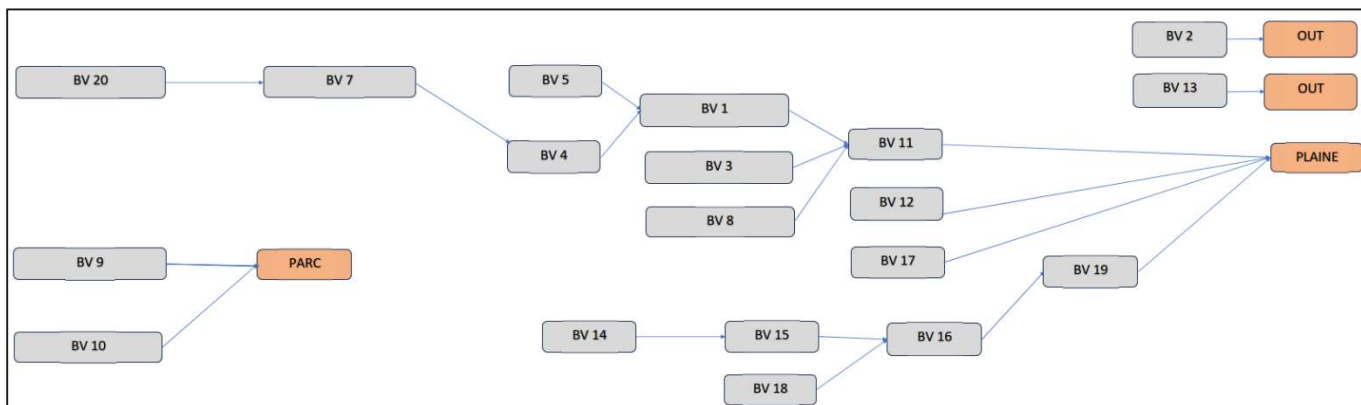 BV 2
OUT
BV 20
BV 7
BV 5
BV 13
OUT
BV 1
BV 11
BV 4
BV 3
PLAINE
BV 12
BV 8
BV 9
PARC
BV 17
BV 19
BV 10
BV 14
BV 15
BV 16
BV 18